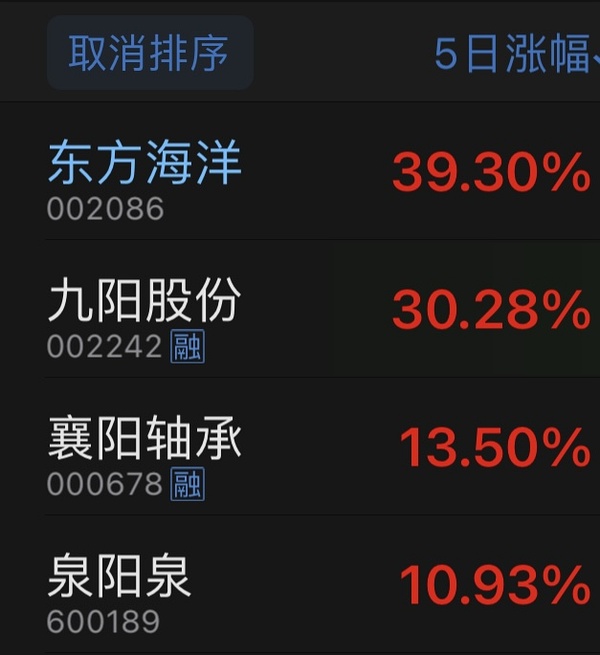 取消排序 5日涨幅
东方海洋 39.30%
002086
九阳股份 30.28%
002242 融
襄阳轴承 13.50%
000678 融
泉阳泉 10.93%
600189